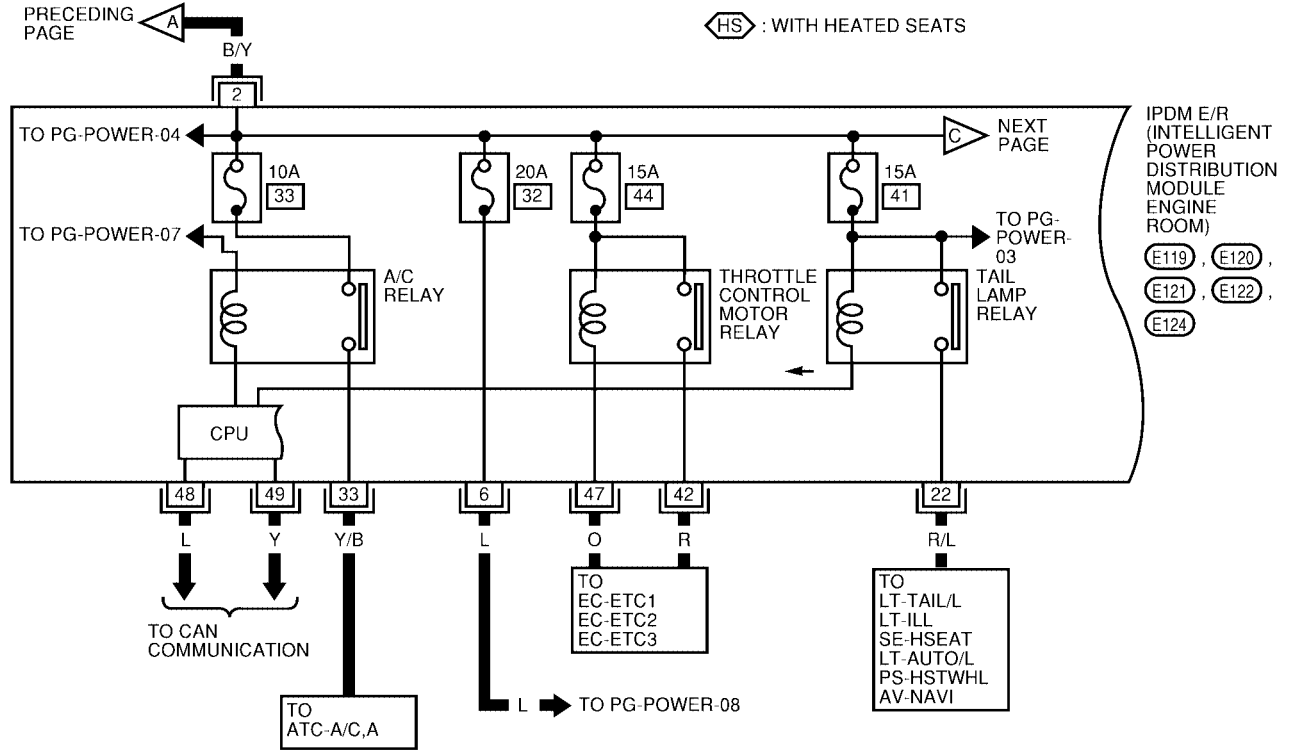 PRECEDING
PAGE
A
HS : WITH HEATED SEATS
B/Y
2
TO PG-POWER-04
C
NEXT
PAGE
IPDM E/R
(INTELLIGENT
POWER
DISTRIBUTION
MODULE
ENGINE
ROOM)
E119 , E120 ,
E121 , E122 ,
E124
10A
33
20A
32
15A
44
15A
41
TO PG-POWER-07
TO PG-
POWER-
03
A/C
RELAY
THROTTLE
CONTROL
MOTOR
RELAY
TAIL
LAMP
RELAY
CPU
48
49
33
6
47
42
22
L
Y
Y/B
L
O
R
R/L
TO CAN
COMMUNICATION
TO
ATC-A/C,A
L
TO PG-POWER-08
TO
EC-ETC1
EC-ETC2
EC-ETC3
TO
LT-TAIL/L
LT-ILL
SE-HSEAT
LT-AUTO/L
PS-HSTWHL
AV-NAVI